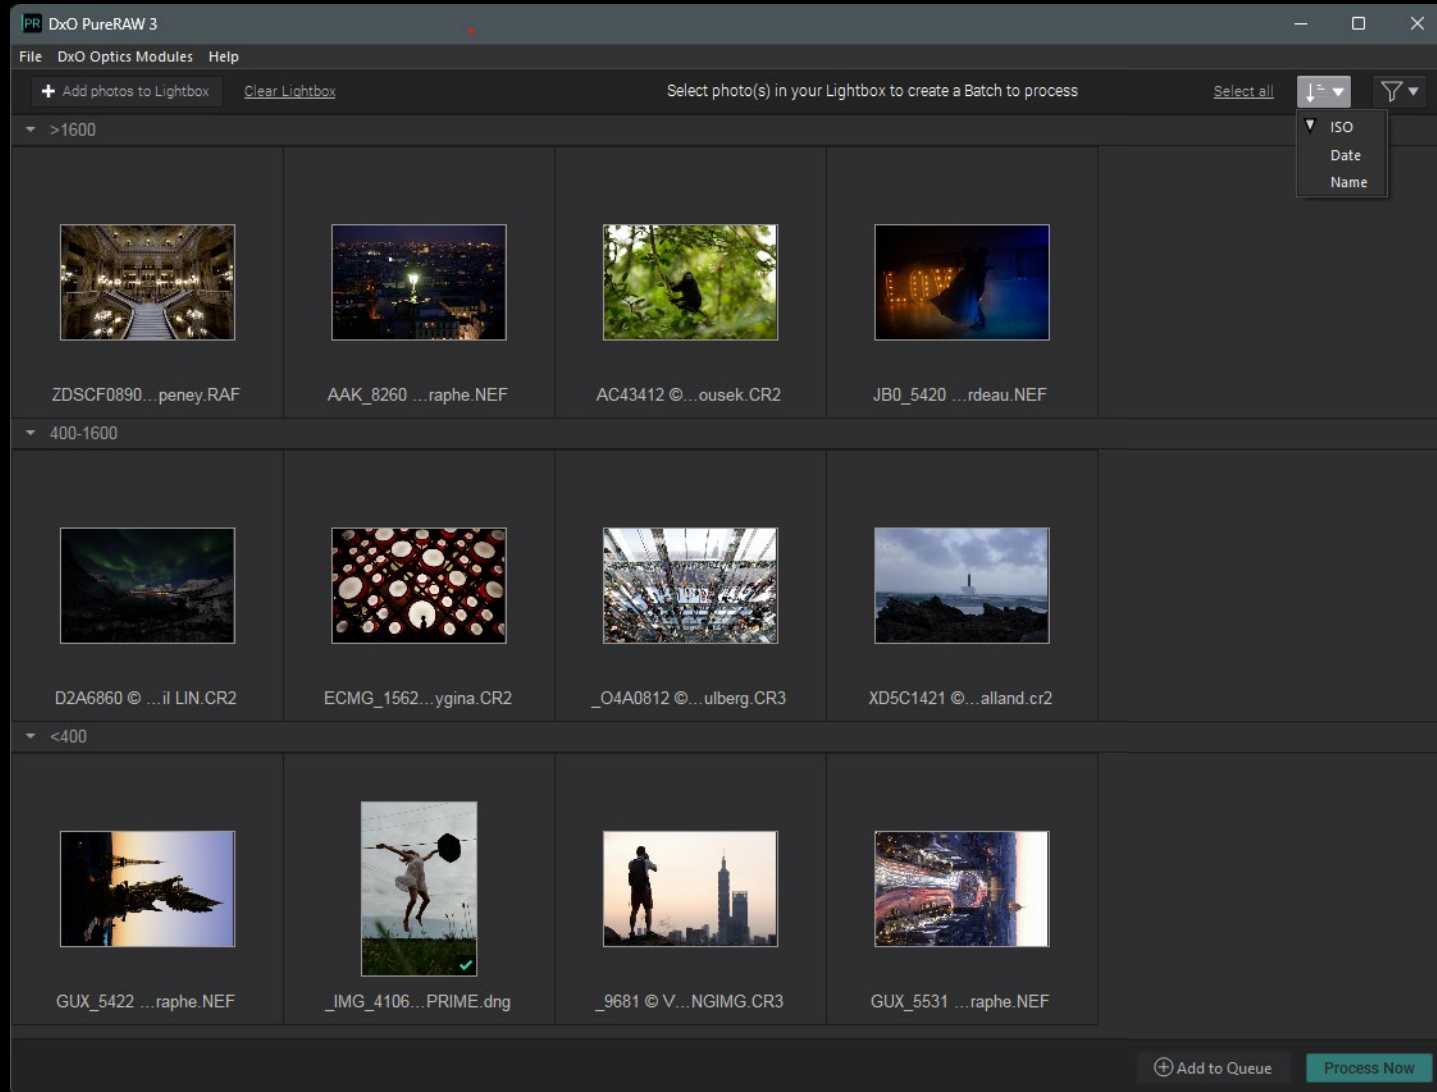 PR DxO PureRAW 3
File DxO Optics Modules Help
Add photos to Lightbox Clear Lightbox Select photo(s) in your Lightbox to create a Batch to process Select all
ISO
Date
Name
>1600
ZDSCF0890...peney.RAF AAK_8260 ...raphe.NEF AC43412 ©...ousek.CR2 JB0_5420 ...rdeau.NEF
400-1600
D2A6860 © ...il LIN.CR2 ECMG_1562...ygina.CR2 _O4A0812 ©...ulberg.CR3 XD5C1421 ©...alland.cr2
<400
GUX_5422 ...raphe.NEF _IMG_4106...PRIME.dng _9681 © V...NGIMG.CR3 GUX_5531 ...raphe.NEF
Add to Queue Process Now